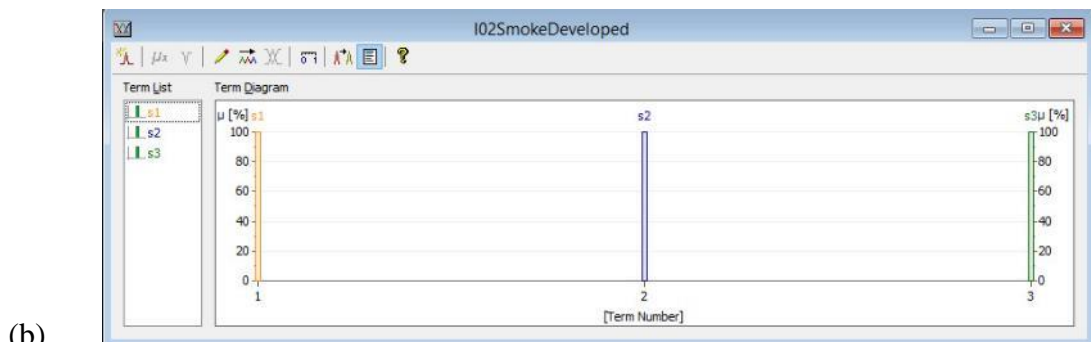 I02SmokeDeveloped
Term List
Term Diagram
s1
s2
s3
µ [%] s1
s2
s3µ [%]
100
80
60
40
20
0
100
80
60
40
20
0
1
2
3
[Term Number]
(b)